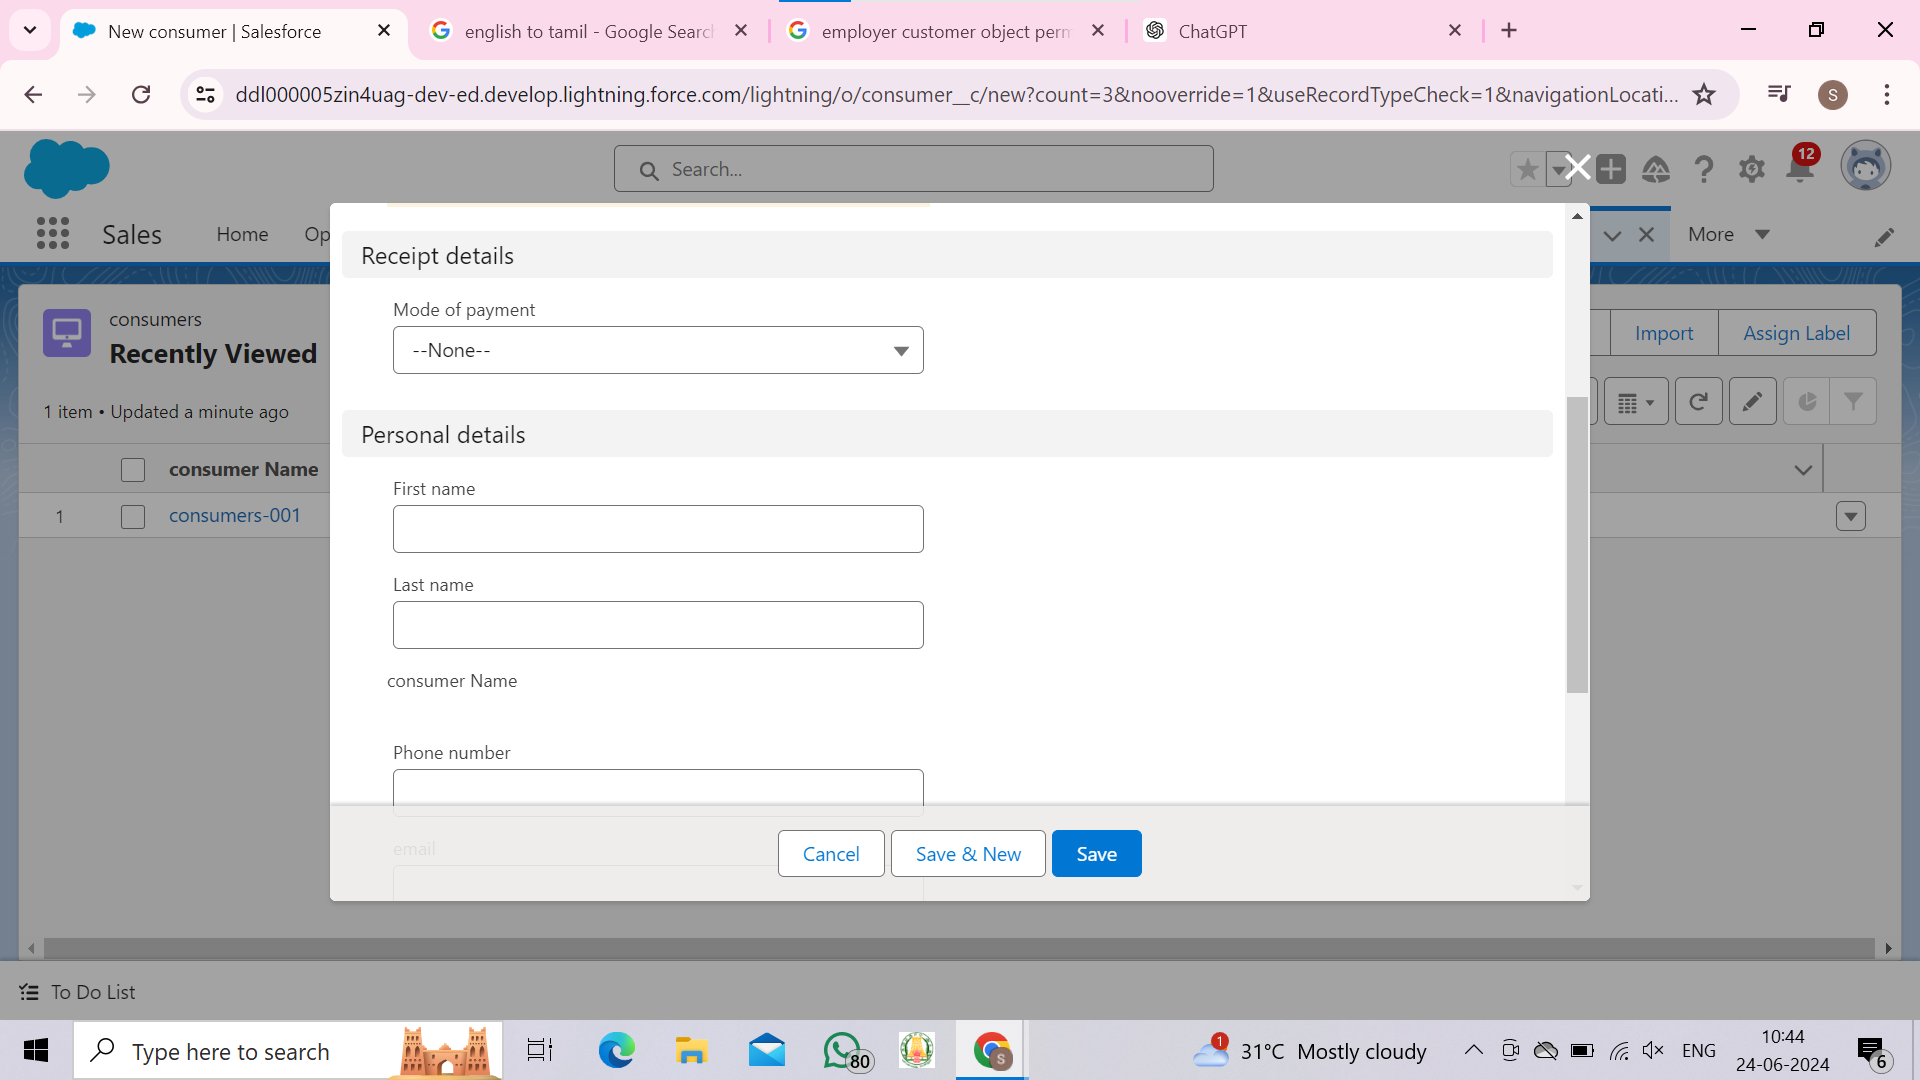 New consumer | Salesforce
english to tamil - Google Search
employer customer object perm
ChatGPT
ddl000005zin4uag-dev-ed.develop.lightning.force.com/lightning/o/consumer__c/new?count=3&nooverride=1&useRecordTypeCheck=1&navigationLocati...
S
Search...
12
Sales
Home
Op
More
consumers
Recently Viewed
Import
Assign Label
1 item • Updated a minute ago
consumer Name
1
consumers-001
Receipt details
Mode of payment
--None--
Personal details
First name
Last name
consumer Name
Phone number
email
Cancel
Save & New
Save
To Do List
Type here to search
80
S
1
31°C Mostly cloudy
ENG
10:44
24-06-2024
6